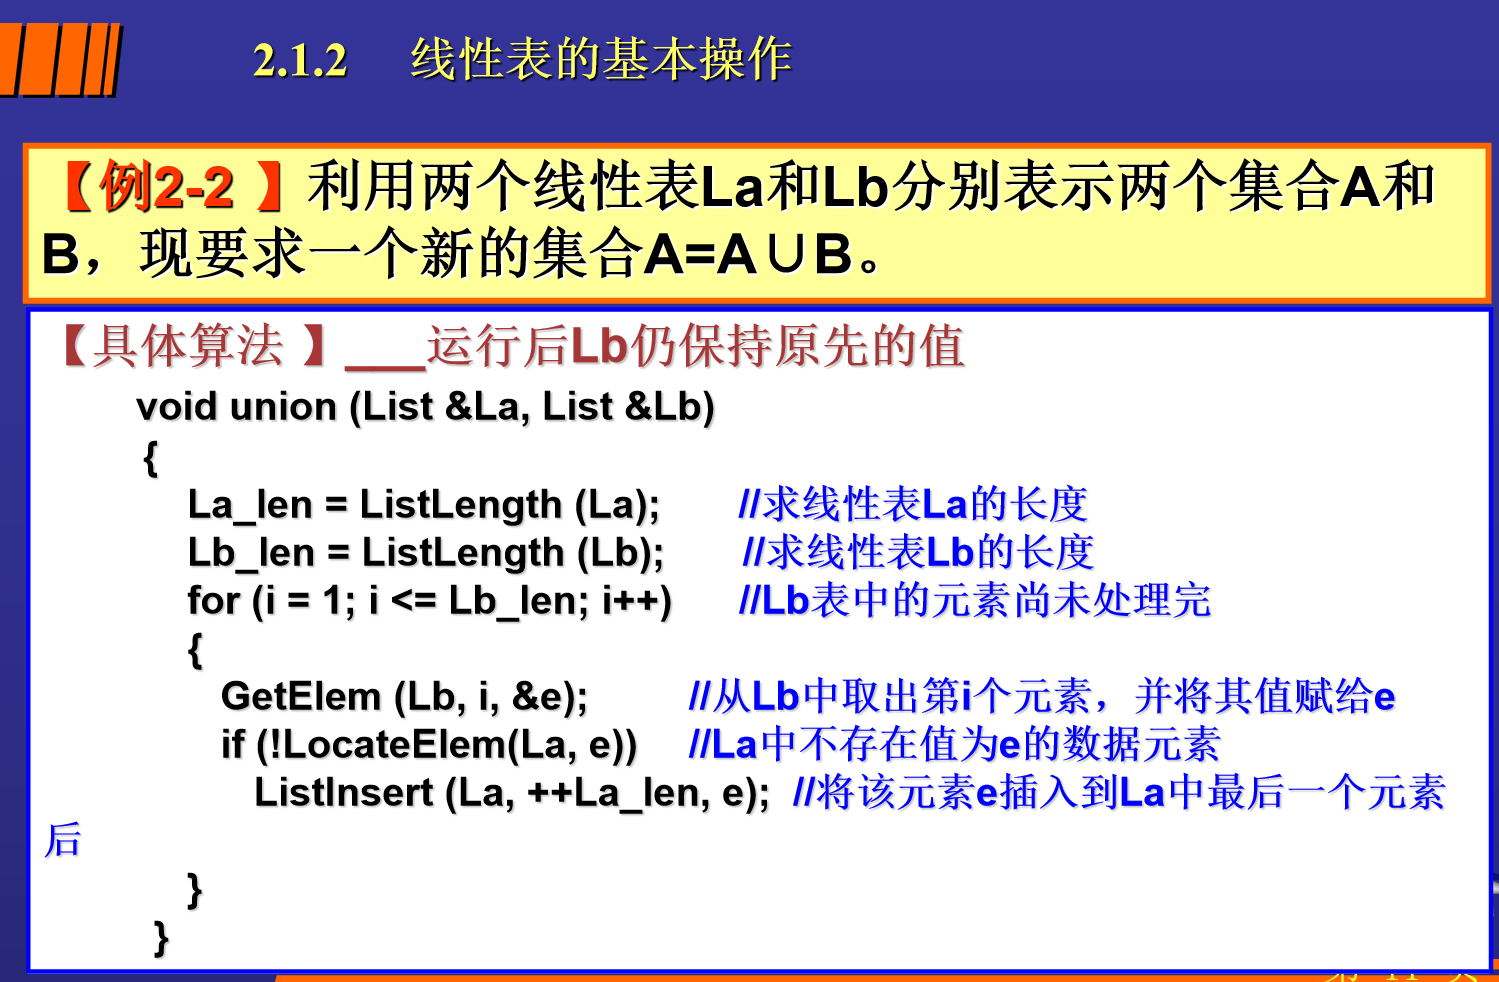 2.1.2 线性表的基本操作
【例2-2 】利用两个线性表La和Lb分别表示两个集合A和
B，现要求一个新的集合A=A∪B。
【具体算法 】___运行后Lb仍保持原先的值
void union (List &La, List &Lb)
{
La_len = ListLength (La); //求线性表La的长度
Lb_len = ListLength (Lb); //求线性表Lb的长度
for (i = 1; i <= Lb_len; i++) //Lb表中的元素尚未处理完
{
GetElem (Lb, i, &e); //从Lb中取出第i个元素，并将其值赋给e
if (!LocateElem(La, e)) //La中不存在值为e的数据元素
ListInsert (La, ++La_len, e); //将该元素e插入到La中最后一个元素
后
}
}